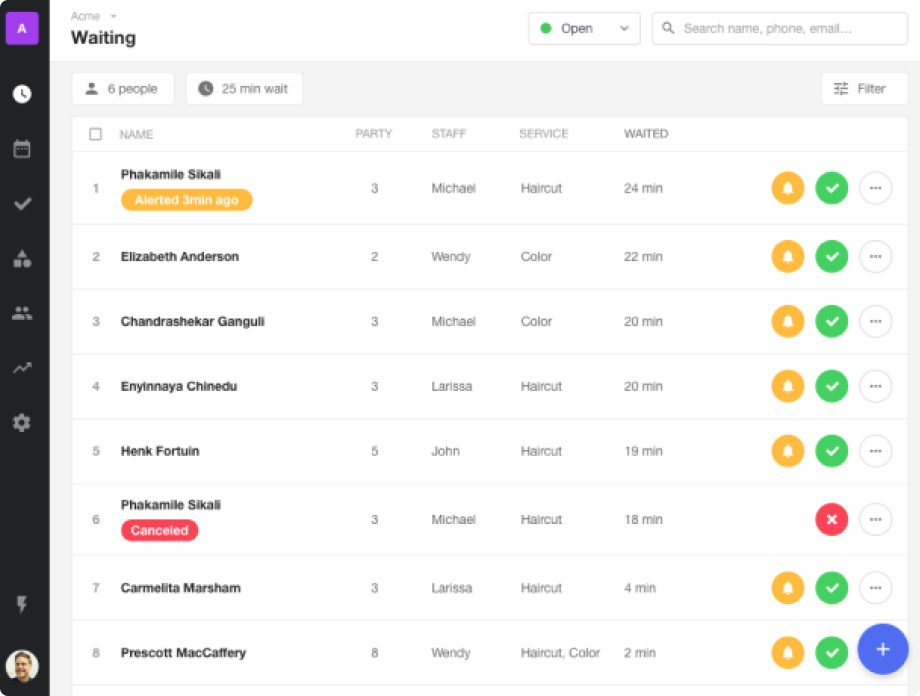 A
Acme
Waiting
Open
Search name, phone, email...
6 people
25 min wait
Filter
NAME PARTY STAFF SERVICE WAITED
1 Phakamile Sikali 3 Michael Haircut 24 min
Alerted 3min ago
2 Elizabeth Anderson 2 Wendy Color 22 min
3 Chandrashekar Ganguli 3 Michael Color 20 min
4 Enyinnaya Chinedu 3 Larissa Haircut 20 min
5 Henk Fortuin 5 John Haircut 19 min
6 Phakamile Sikali 3 Michael Haircut 18 min
Canceled
7 Carmelita Marsham 3 Larissa Haircut 4 min
8 Prescott MacCaffery 8 Wendy Haircut, Color 2 min